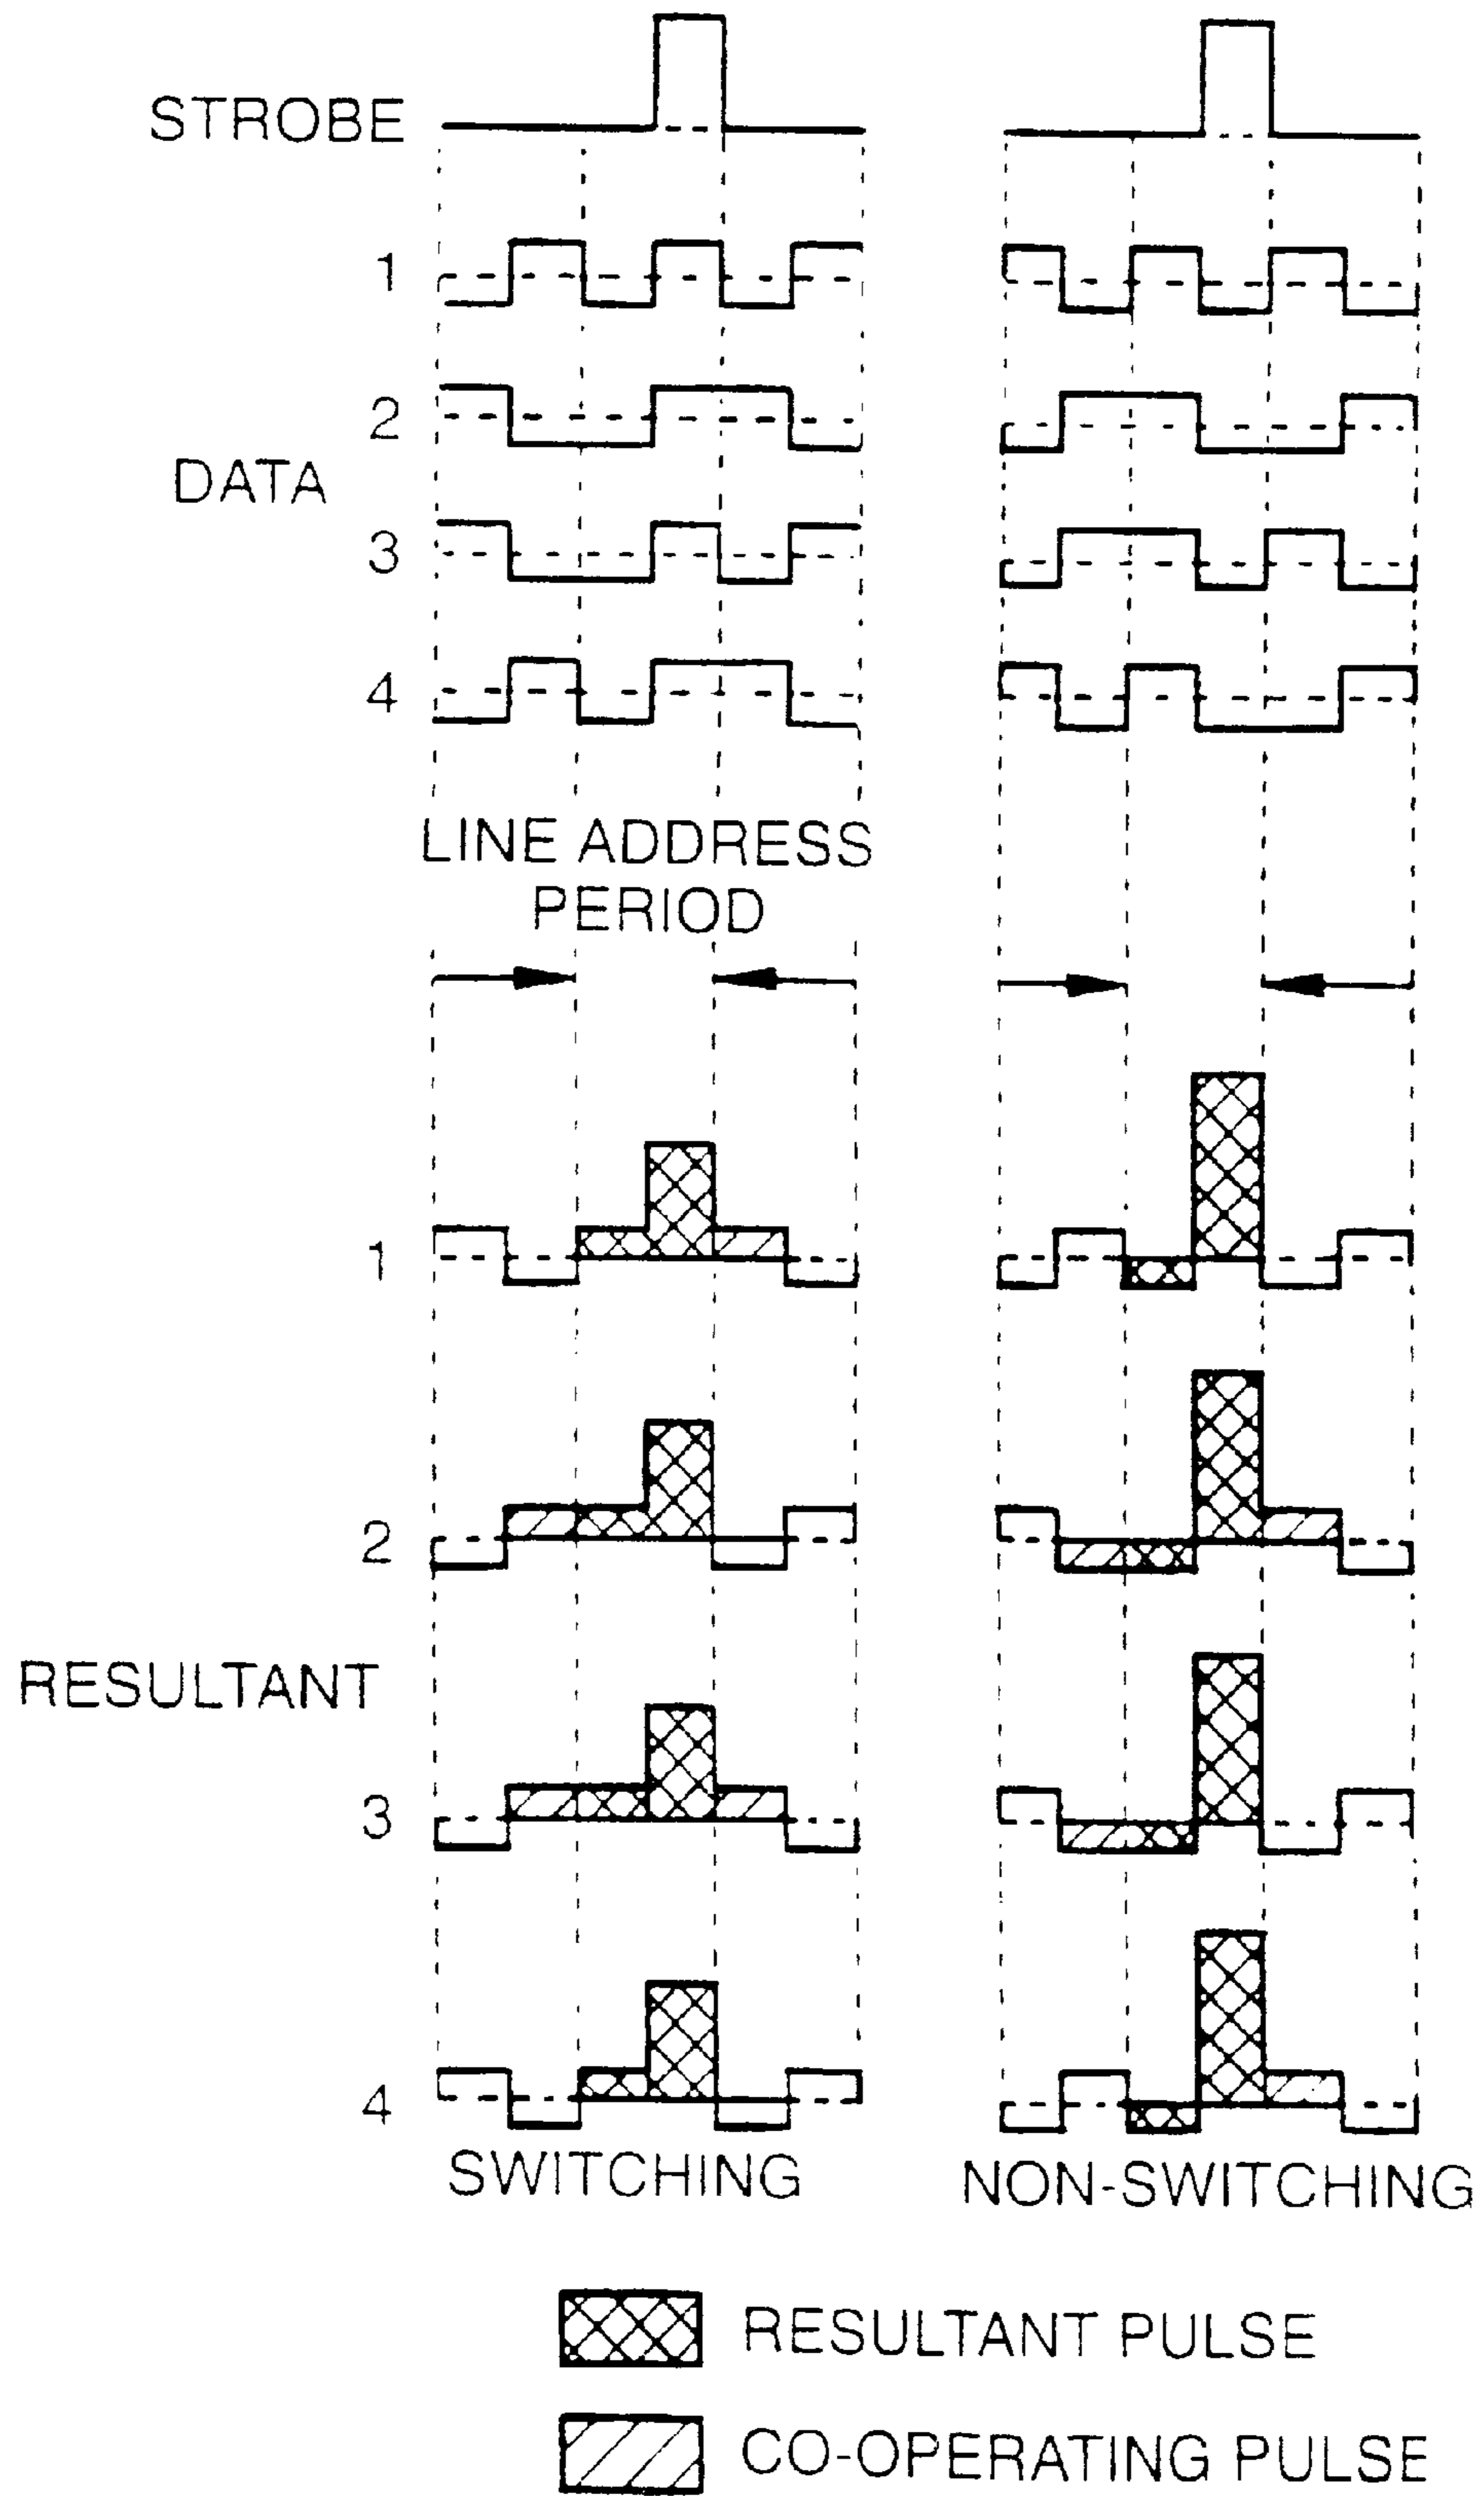 STROBE
1
2
DATA
3
4
LINE ADDRESS
PERIOD
1
2
RESULTANT
3
4
SWITCHING
NON-SWITCHING
RESULTANT PULSE
CO-OPERATING PULSE